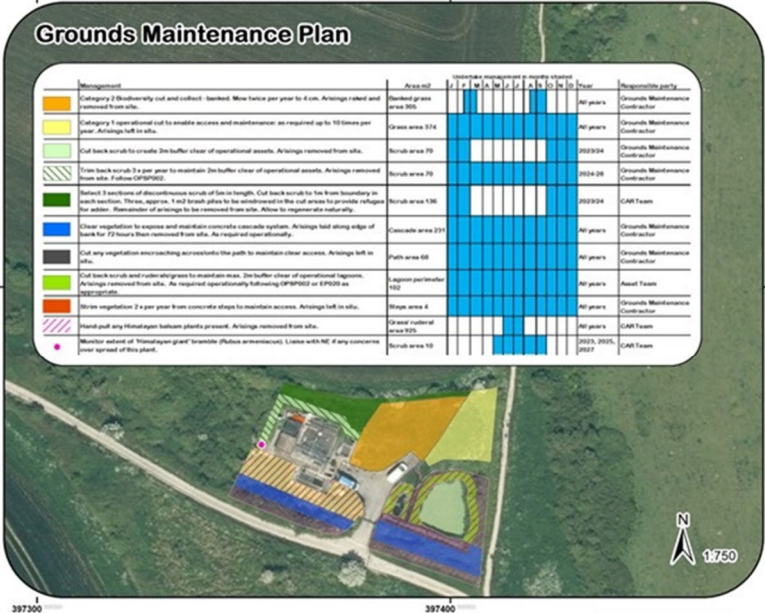 Grounds Maintenance Plan
Undertake management in months shaded
Management Area m2 J F M A M J J A S O N D Year Responsible party
Category 2 Biodiversity cut and collect - banked. Mow twice per year to 4 cm. Arisings raked and
removed from site.
Banked grass
area 305
All years
Grounds Maintenance
Contractor
Category 1 operational cut to enable access and maintenance: as required up to 10 times per
year. Arisings left in situ.
Grass area 374
All years
Grounds Maintenance
Contractor
Cut back scrub to create 2m buffer clear of operational assets. Arisings removed from site.
Scrub area 70
2023/24
Grounds Maintenance
Contractor
Trim back scrub 3 x per year to maintain 2m buffer clear of operational assets. Arisings removed
from site. Follow OPSP002.
Scrub area 70
2024-28
Grounds Maintenance
Contractor
Select 3 sections of discontinuous scrub of 5m in length. Cut back scrub to 1m from boundary in
each section. Three, approx. 1 m2 brash piles to be windrowed in the cut areas to provide refuges
for adder. Remainder of arisings to be removed from site. Allow to regenerate naturally.
Scrub area 136
2023/24
CAR Team
Clear vegetation to expose and maintain concrete cascade system. Arisings laid along edge of
bank for 72 hours then removed from site. As required operationally.
Cascade area 231
All years
Grounds Maintenance
Contractor
Cut any vegetation encroaching across/onto the path to maintain clear access. Arisings left in
situ.
Path area 68
All years
Grounds Maintenance
Contractor
Cut back scrub and ruderals/grass to maintain max. 2m buffer clear of operational lagoons.
Arisings removed from site. As required operationally following OPSP002 or EP020 as
appropriate.
Lagoon perimeter
102
All years
Asset Team
Strim vegetation 2 x per year from concrete steps to maintain access. Arisings left in situ.
Steps area 4
All years
Grounds Maintenance
Contractor
Hand-pull any Himalayan balsam plants present. Arisings removed from site.
Grass/ ruderal
area 925
All years
CAR Team
Monitor extent of 'Himalayan giant' bramble (Rubus armeniacus). Liaise with NE if any concerns
over spread of this plant.
Scrub area 10
2023, 2025,
2027
CAR Team
N
1:750
397300
397400